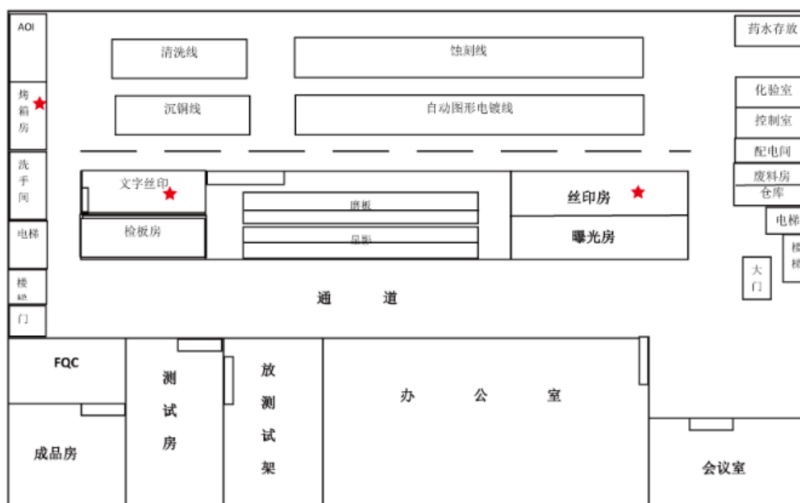 AOI
烤箱房
洗手间
电梯
楼梯
门
清洗线
蚀刻线
沉铜线
自动图形电镀线
文字丝印
检板房
磨板
显影
丝印房
曝光房
药水存放
化验室
控制室
配电间
废料房
仓库
电梯
楼梯
大门
通道
FQC
成品房
测试房
放测试架
办公室
会议室